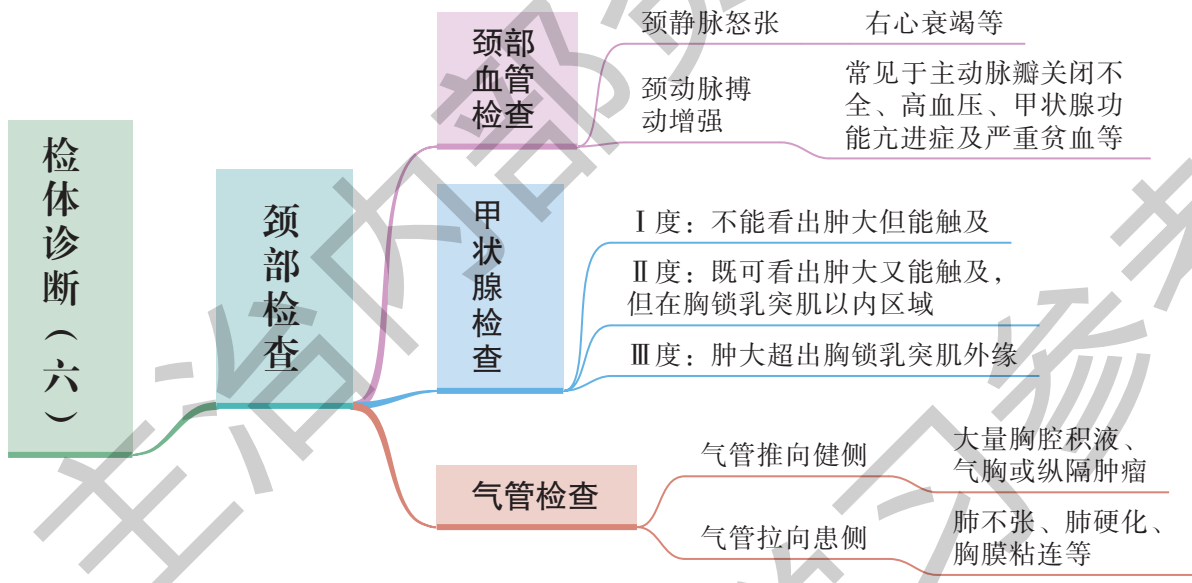 检体诊断（六）
颈部检查
颈部
血管
检查
颈静脉怒张
右心衰竭等
颈动脉搏
动增强
常见于主动脉瓣关闭不
全、高血压、甲状腺功
能亢进症及严重贫血等
甲状腺检查
Ⅰ度：不能看出肿大但能触及
Ⅱ度：既可看出肿大又能触及，
但在胸锁乳突肌以内区域
Ⅲ度：肿大超出胸锁乳突肌外缘
气管检查
气管推向健侧
大量胸腔积液、
气胸或纵隔肿瘤
气管拉向患侧
肺不张、肺硬化、
胸膜粘连等